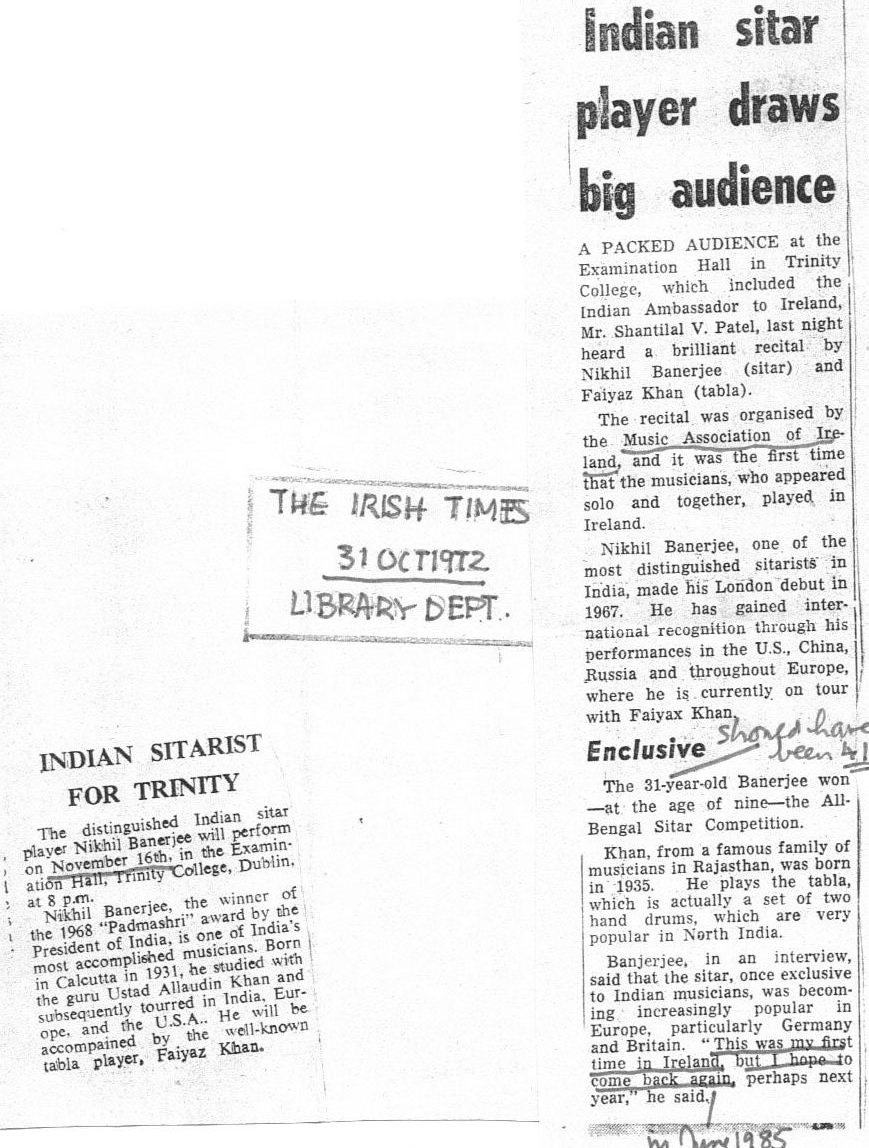 THE IRISH TIMES
31 OCT 1972
LIBRARY DEPT.
INDIAN SITARIST
FOR TRINITY
The distinguished Indian sitar
player Nikhil Banerjee will perform
on November 16th, in the Examin-
ation Hall, Trinity College, Dublin,
at 8 p.m.
Nikhil Banerjee, the winner of
the 1968 "Padmashri" award by the
President of India, is one of India's
most accomplished musicians. Born
in Calcutta in 1931, he studied with
the guru Ustad Allaudin Khan and
subsequently tourred in India, Eur-
ope, and the U.S.A.. He will be
accompained by the well-known
tabla player, Faiyaz Khan.
Indian sitar
player draws
big audience
A PACKED AUDIENCE at the
Examination Hall in Trinity
College, which included the
Indian Ambassador to Ireland,
Mr. Shantilal V. Patel, last night
heard a brilliant recital by
Nikhil Banerjee (sitar) and
Faiyaz Khan (tabla).
The recital was organised by
the Music Association of Ire-
land, and it was the first time
that the musicians, who appeared
solo and together, played in
Ireland.
Nikhil Banerjee, one of the
most distinguished sitarists in
India, made his London debut in
1967. He has gained inter-
national recognition through his
performances in the U.S., China,
Russia and throughout Europe,
where he is currently on tour
with Faiyax Khan.
should have
been 41
Enclusive
The 31-year-old Banerjee won
—at the age of nine—the All-
Bengal Sitar Competition.
Khan, from a famous family of
musicians in Rajasthan, was born
in 1935. He plays the tabla,
which is actually a set of two
hand drums, which are very
popular in North India.
Banjerjee, in an interview,
said that the sitar, once exclusive
to Indian musicians, was becom-
ing increasingly popular in
Europe, particularly Germany
and Britain. "This was my first
time in Ireland, but I hope to
come back again, perhaps next
year," he said.
in June 1985